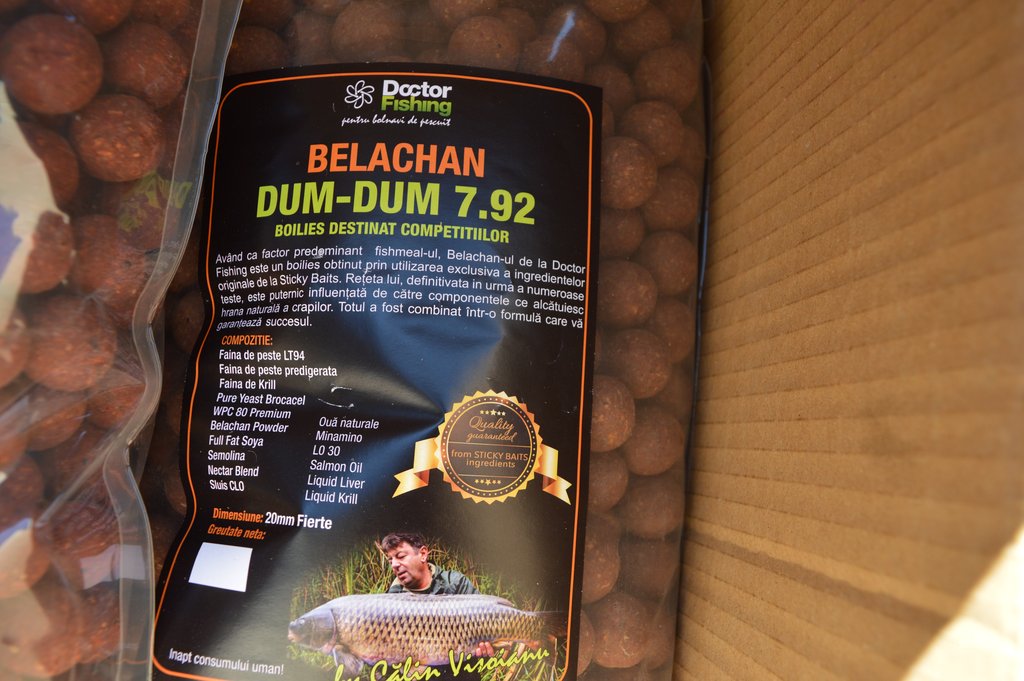 Doctor
Fishing
pentru bolnavi de pescuit
BELACHAN
DUM-DUM 7.92
BOILIES DESTINAT COMPETITIILOR
Având ca factor predominant fishmeal-ul, Belachan-ul de la Doctor
Fishing este un boilies obtinut prin utilizarea exclusiva a ingredientelor
originale de la Sticky Baits. Rețeta lui, definitivata in urma a numeroase
teste, este puternic influențată de către componentele ce alcătuiesc
hrana naturală a crapilor. Totul a fost combinat într-o formulă care vă
garantează succesul.
COMPOZITIE:
Faina de peste LT94
Faina de peste predigerata
Faina de Krill
Pure Yeast Brocacel
WPC 80 Premium
Belachan Powder
Full Fat Soya
Semolina
Nectar Blend
Sluis CLO
Ouă naturale
Minamino
LO 30
Salmon Oil
Liquid Liver
Liquid Krill
Quality
guaranteed
from STICKY BAITS
ingredients
Dimensiune: 20mm Fierte
Greutate neta:
Inapt consumului uman!
by Călin Visoianu